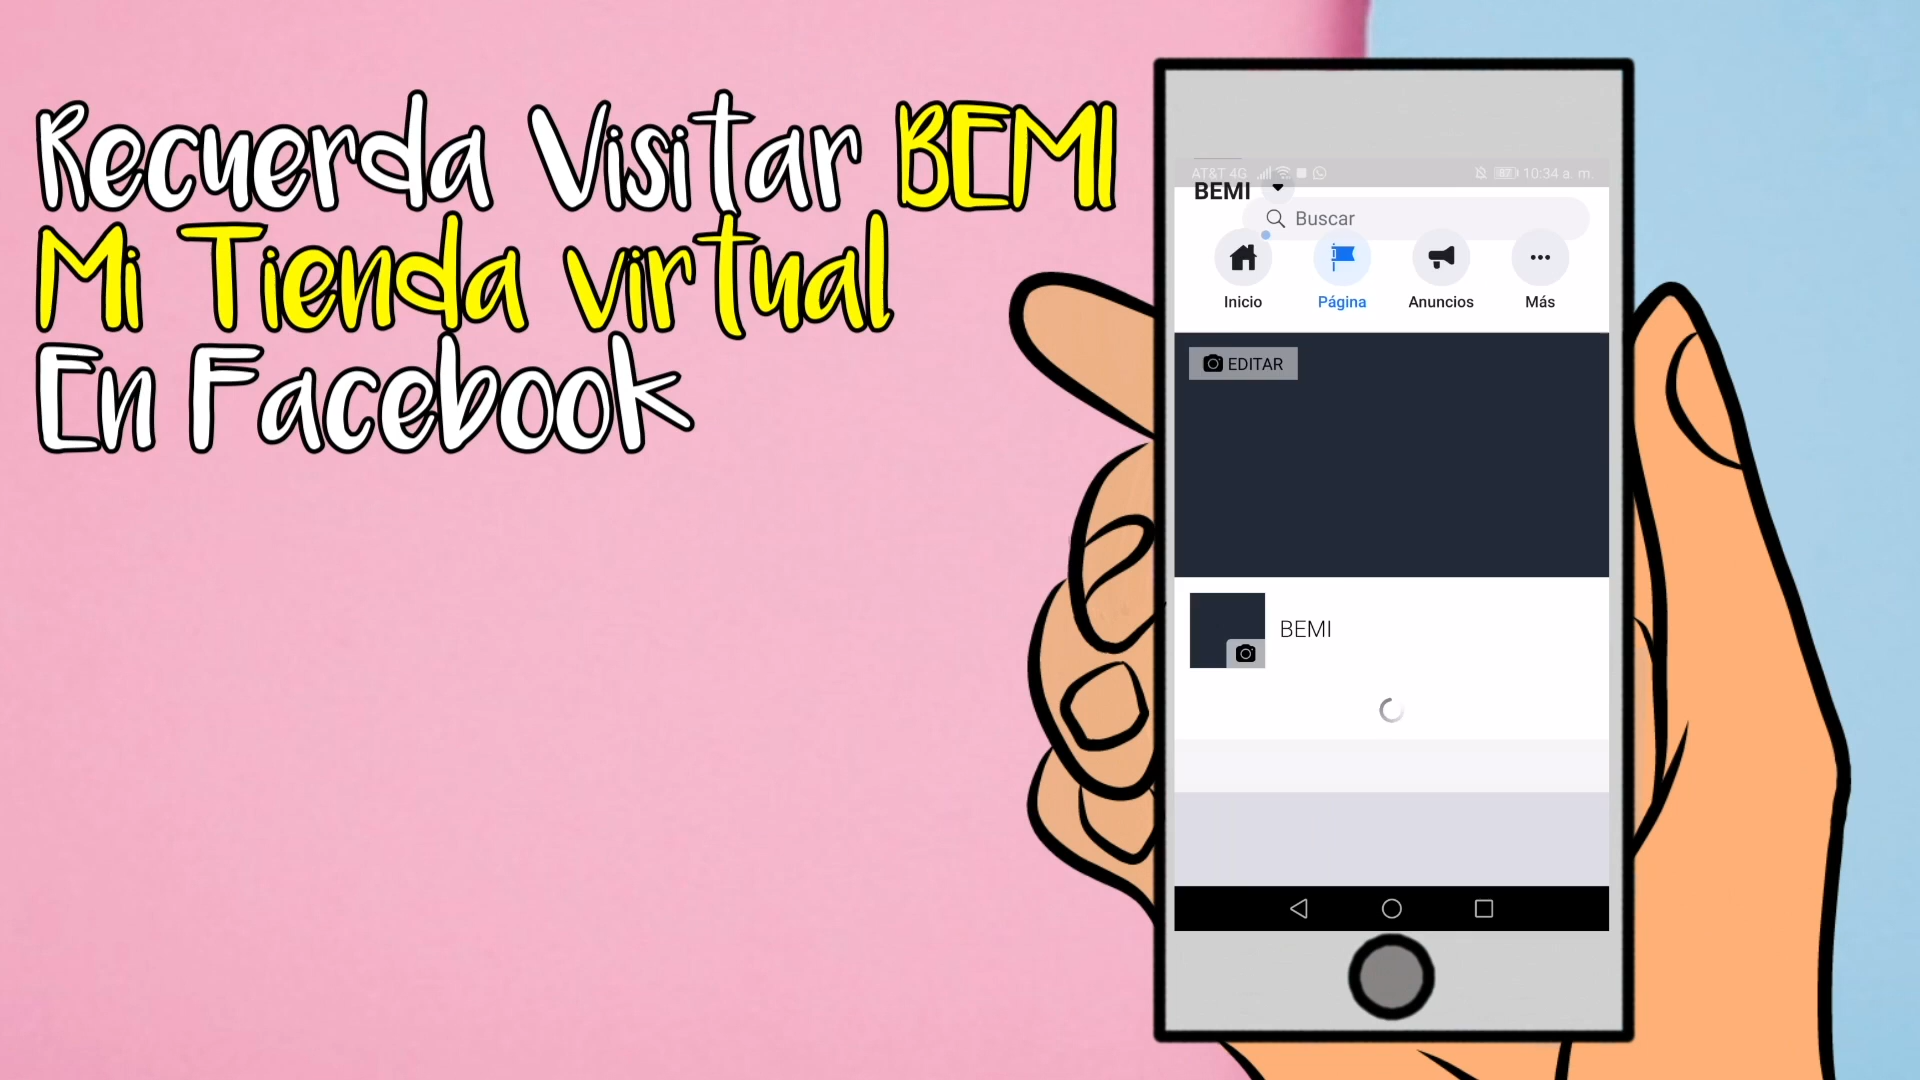 Recuerda Visitar BEMI
Mi Tienda virtual
En Facebook
AT&T 4G 87 10:34 a. m.
BEMI
Buscar
Inicio Página Anuncios Más
EDITAR
BEMI